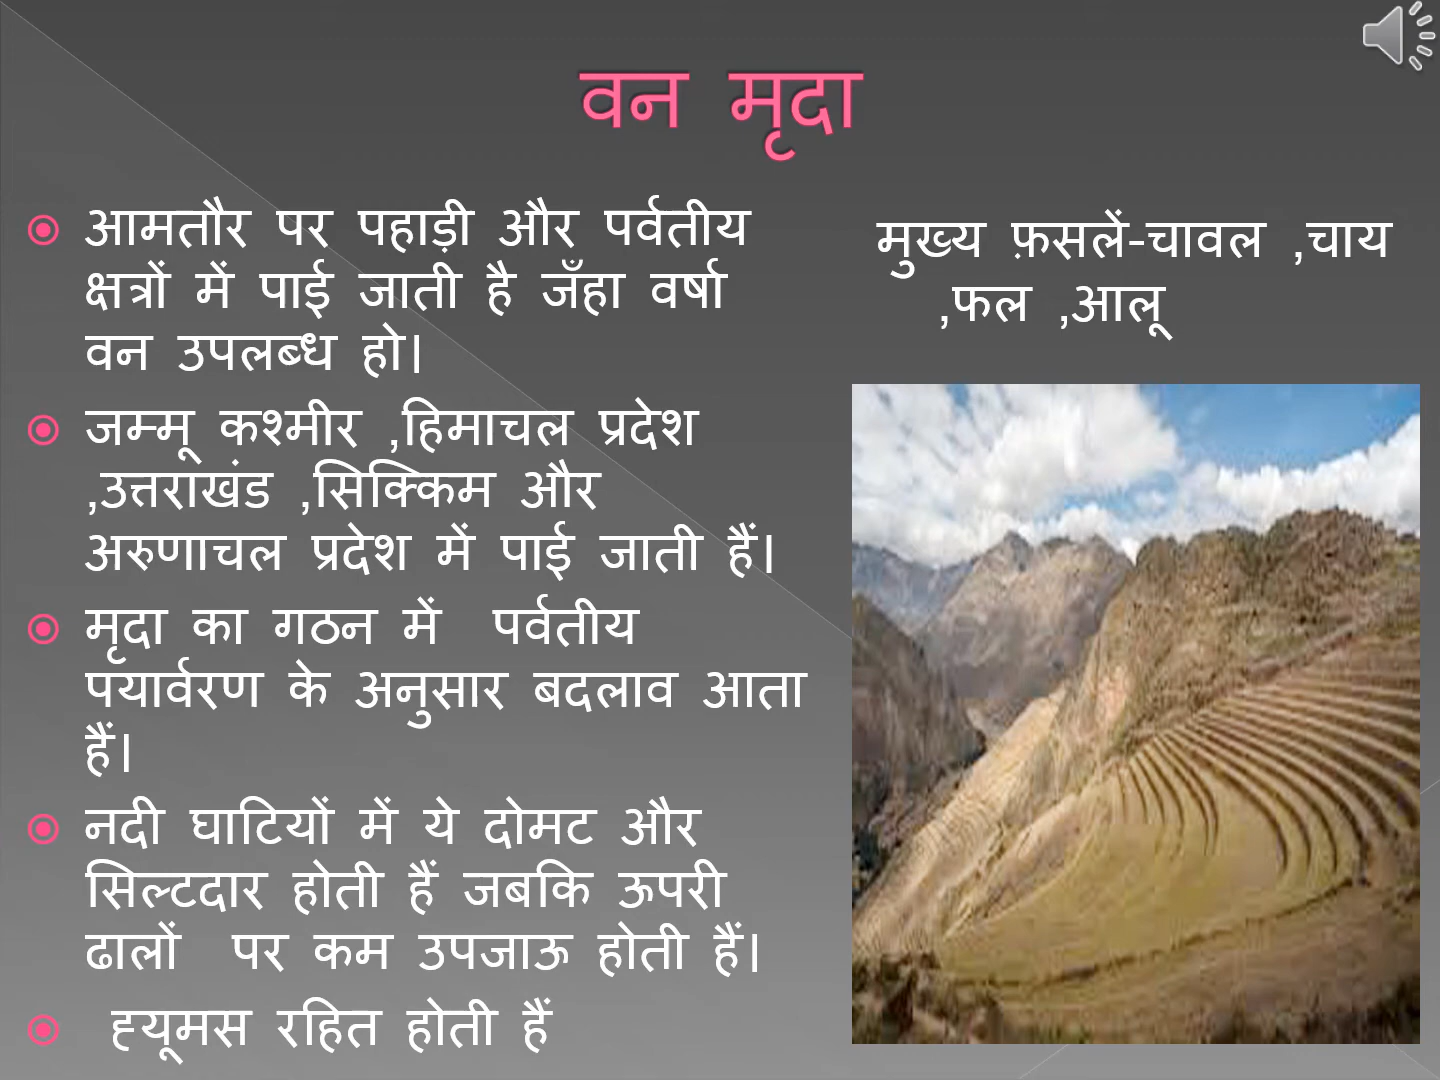 वन मृदा
आमतौर पर पहाड़ी और पर्वतीय
क्षत्रों में पाई जाती है जँहा वर्षा
वन उपलब्ध हो।
जम्मू कश्मीर ,हिमाचल प्रदेश
,उत्तराखंड ,सिक्किम और
अरुणाचल प्रदेश में पाई जाती हैं।
मृदा का गठन में पर्वतीय
पयार्वरण के अनुसार बदलाव आता
हैं।
नदी घाटियों में ये दोमट और
सिल्टदार होती हैं जबकि ऊपरी
ढालों पर कम उपजाऊ होती हैं।
ह्यूमस रहित होती हैं
मुख्य फ़सलें-चावल ,चाय
,फल ,आलू